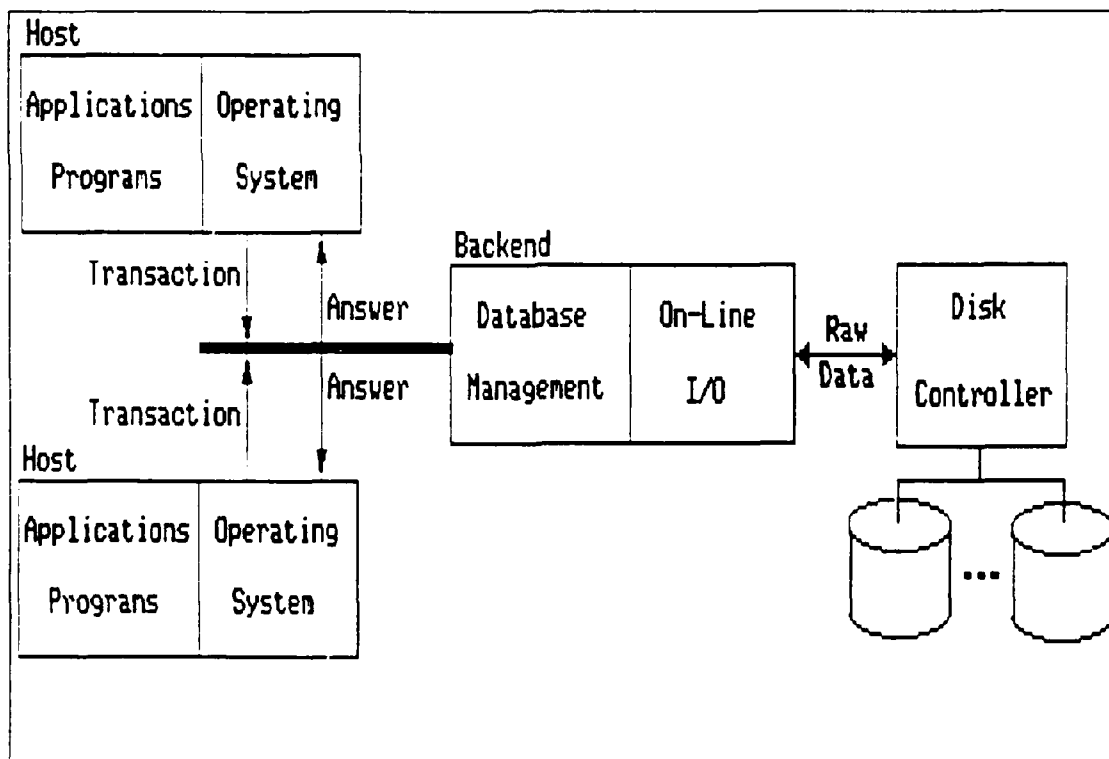 Host
Applications Operating
Programs System
Transaction
Answer
Backend
Database On-Line
Management I/O
Raw
Data
Disk
Controller
Answer
Transaction
Host
Applications Operating
Programs System
...